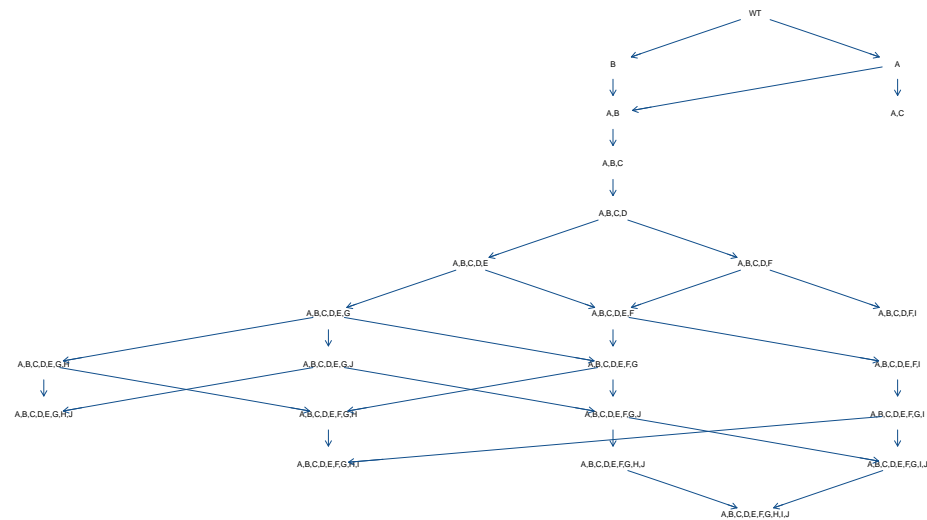 WT
B
A
A,B
A,C
A,B,C
A,B,C,D
A,B,C,D,E
A,B,C,D,F
A,B,C,D,E,G
A,B,C,D,E,F
A,B,C,D,F,I
A,B,C,D,E,G,H
A,B,C,D,E,G,J
A,B,C,D,E,F,G
A,B,C,D,E,F,I
A,B,C,D,E,G,H,J
A,B,C,D,E,F,G,H
A,B,C,D,E,F,G,J
A,B,C,D,E,F,G,I
A,B,C,D,E,F,G,H,I
A,B,C,D,E,F,G,H,J
A,B,C,D,E,F,G,I,J
A,B,C,D,E,F,G,H,I,J